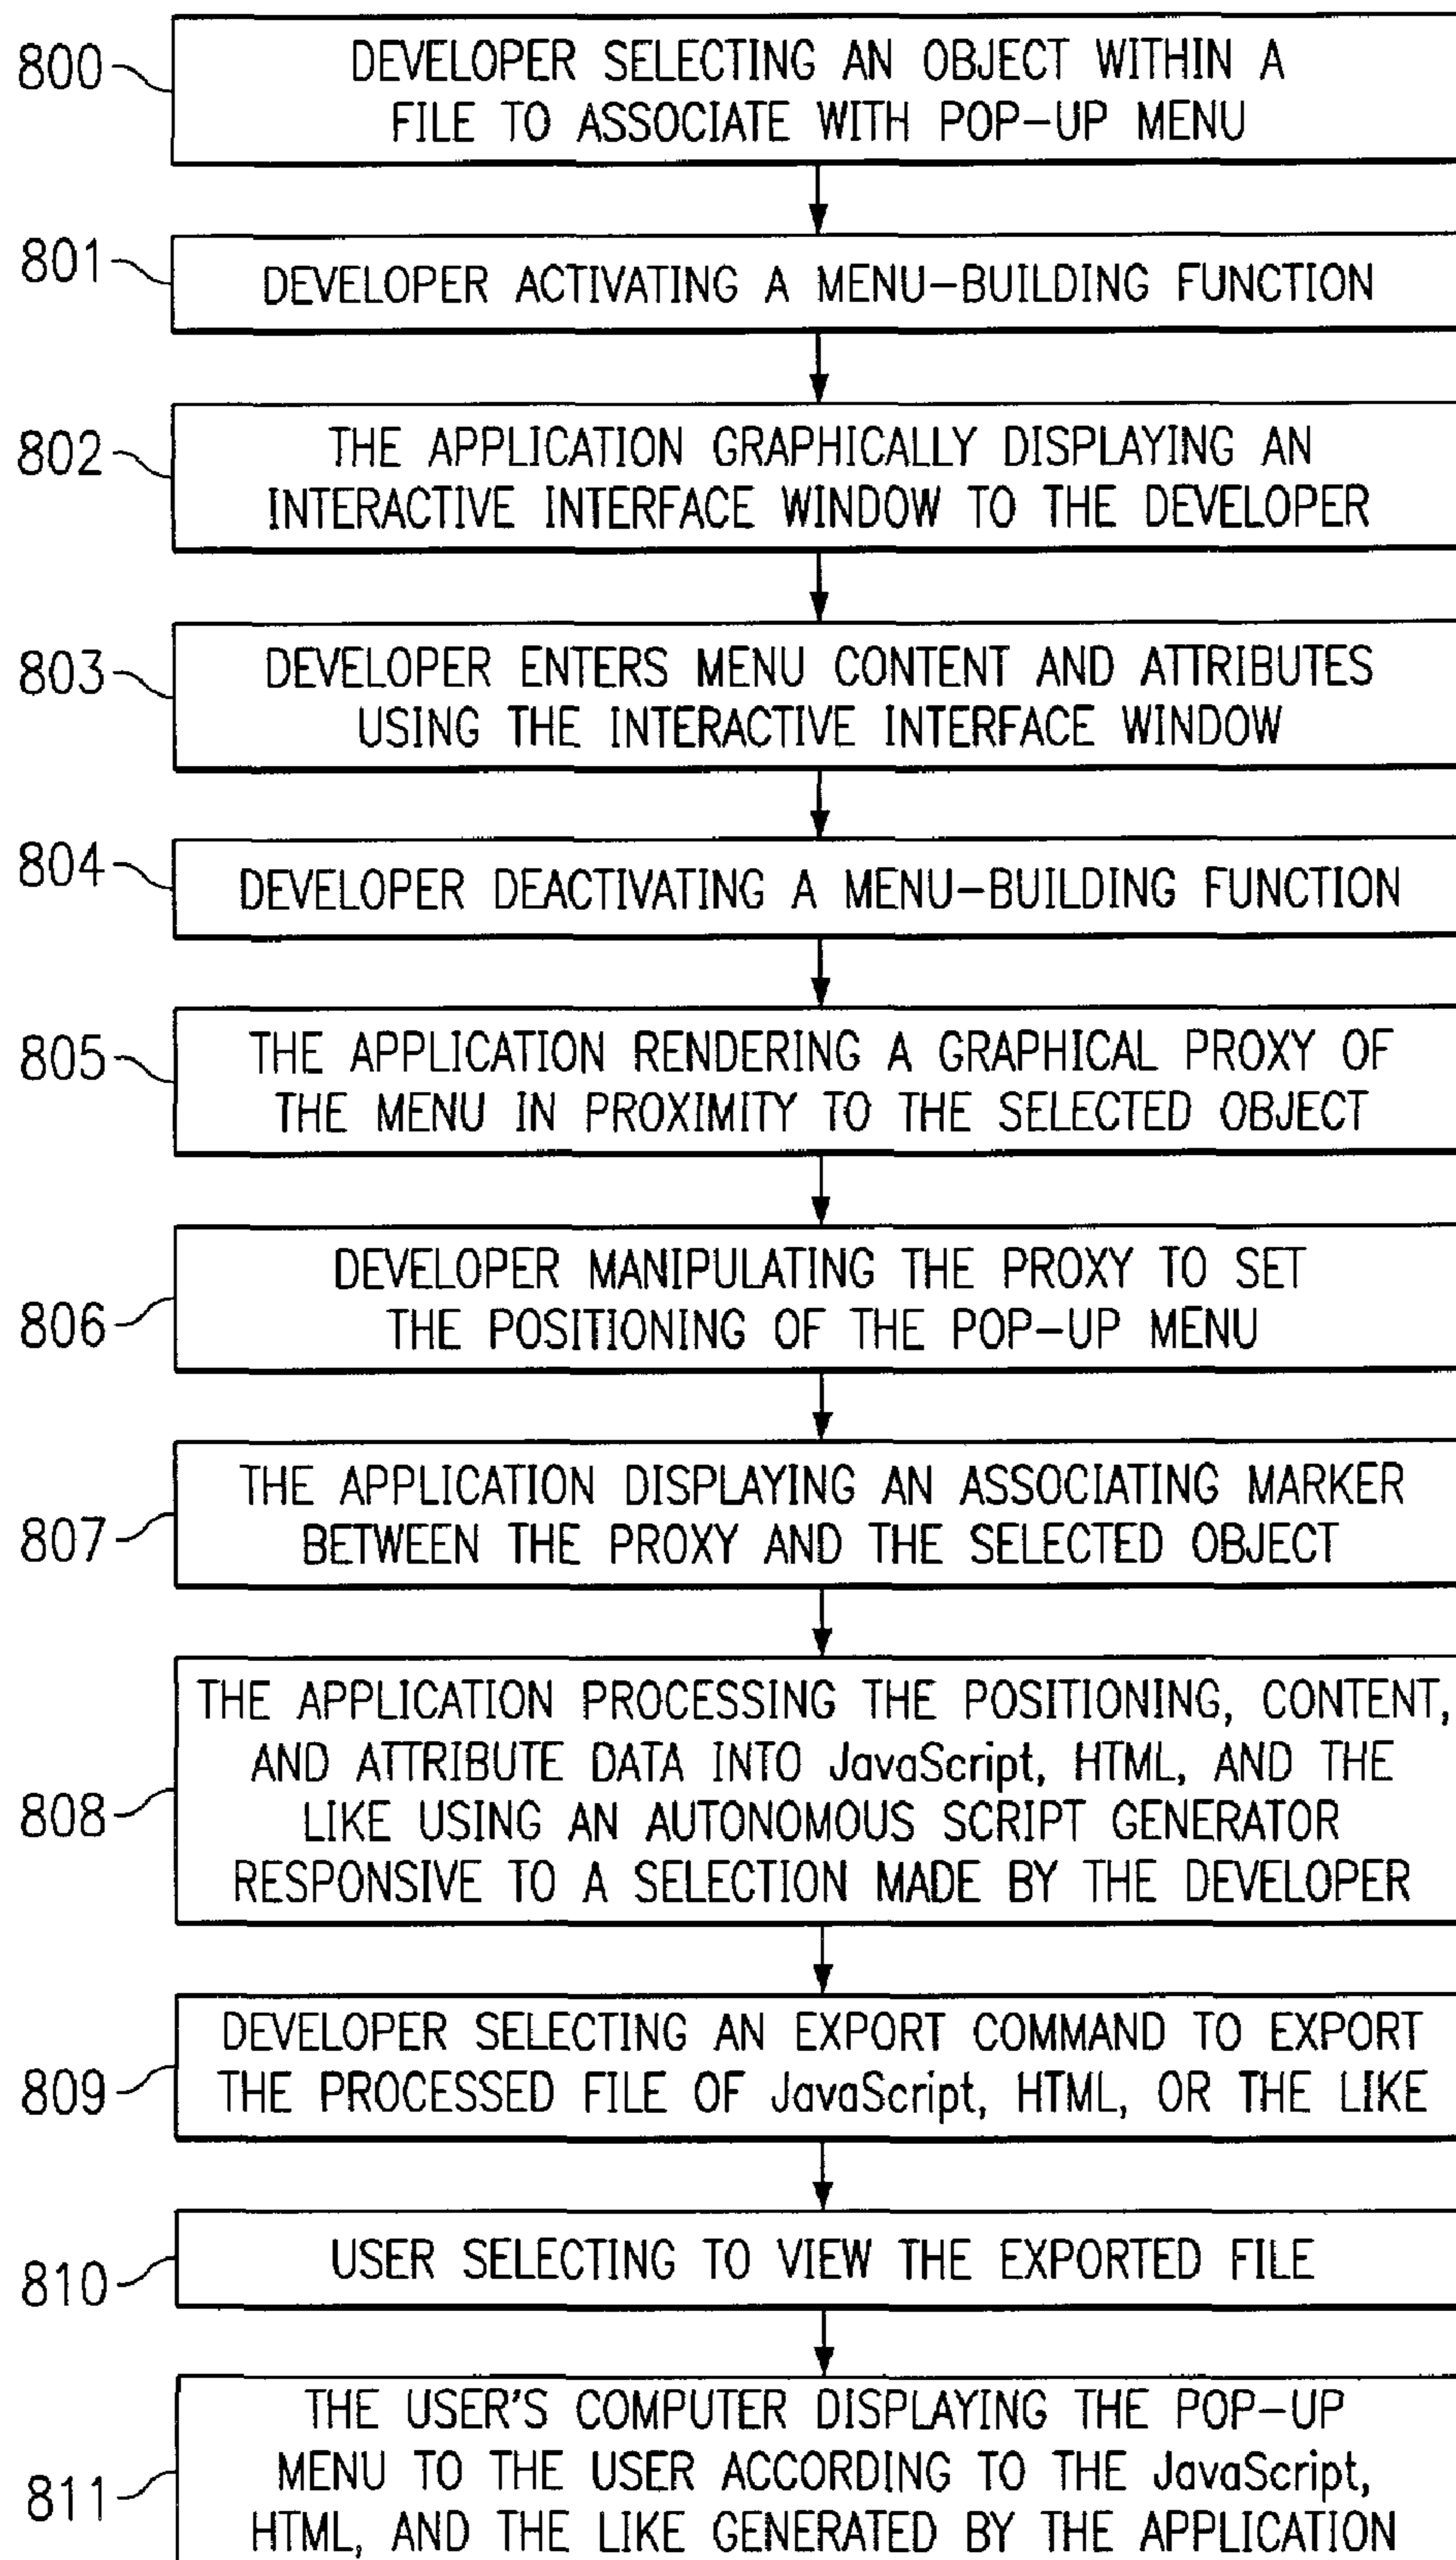 800
DEVELOPER SELECTING AN OBJECT WITHIN A
FILE TO ASSOCIATE WITH POP-UP MENU
801
DEVELOPER ACTIVATING A MENU-BUILDING FUNCTION
802
THE APPLICATION GRAPHICALLY DISPLAYING AN
INTERACTIVE INTERFACE WINDOW TO THE DEVELOPER
803
DEVELOPER ENTERS MENU CONTENT AND ATTRIBUTES
USING THE INTERACTIVE INTERFACE WINDOW
804
DEVELOPER DEACTIVATING A MENU-BUILDING FUNCTION
805
THE APPLICATION RENDERING A GRAPHICAL PROXY OF
THE MENU IN PROXIMITY TO THE SELECTED OBJECT
806
DEVELOPER MANIPULATING THE PROXY TO SET
THE POSITIONING OF THE POP-UP MENU
807
THE APPLICATION DISPLAYING AN ASSOCIATING MARKER
BETWEEN THE PROXY AND THE SELECTED OBJECT
808
THE APPLICATION PROCESSING THE POSITIONING, CONTENT,
AND ATTRIBUTE DATA INTO JavaScript, HTML, AND THE
LIKE USING AN AUTONOMOUS SCRIPT GENERATOR
RESPONSIVE TO A SELECTION MADE BY THE DEVELOPER
809
DEVELOPER SELECTING AN EXPORT COMMAND TO EXPORT
THE PROCESSED FILE OF JavaScript, HTML, OR THE LIKE
810
USER SELECTING TO VIEW THE EXPORTED FILE
811
THE USER'S COMPUTER DISPLAYING THE POP-UP
MENU TO THE USER ACCORDING TO THE JavaScript,
HTML, AND THE LIKE GENERATED BY THE APPLICATION